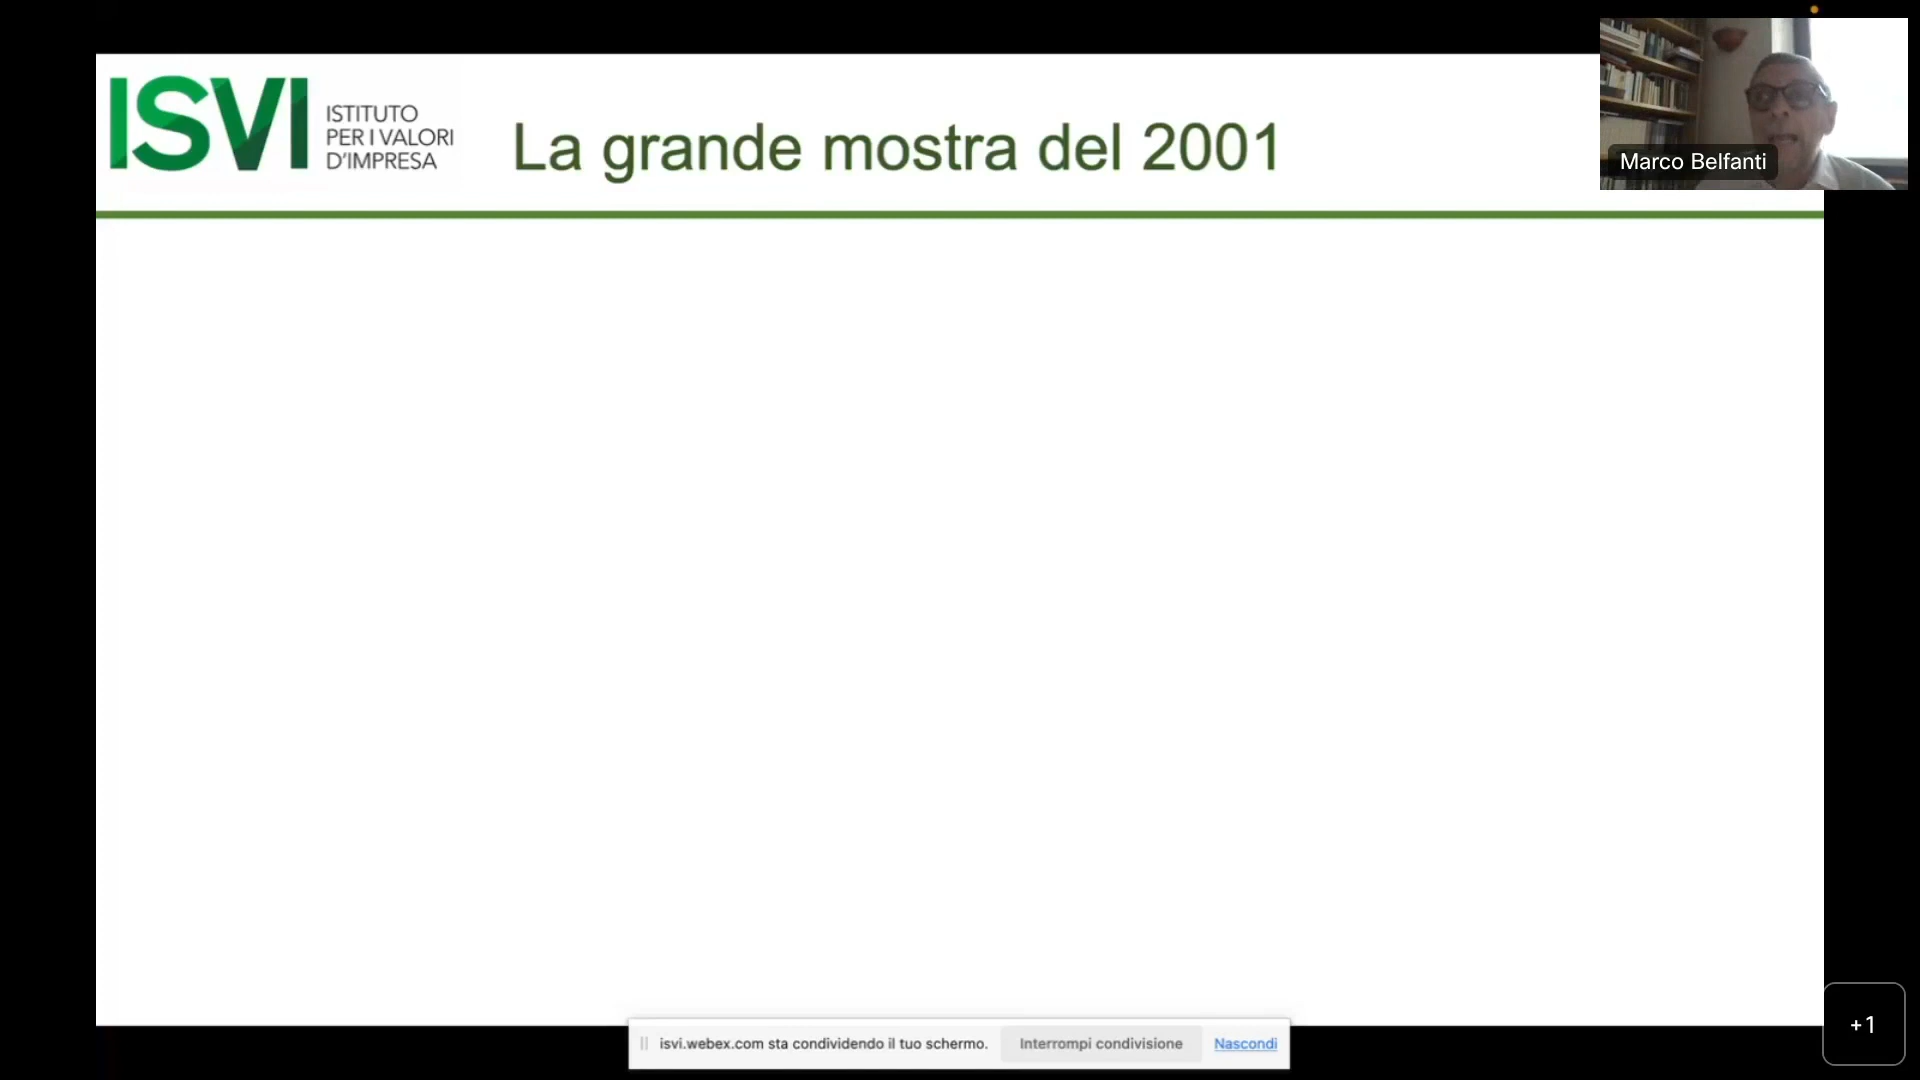 ISVI
ISTITUTO
PER I VALORI
D'IMPRESA
La grande mostra del 2001
Marco Belfanti
isvi.webex.com sta condividendo il tuo schermo.
Interrompi condivisione
Nascondi
+1